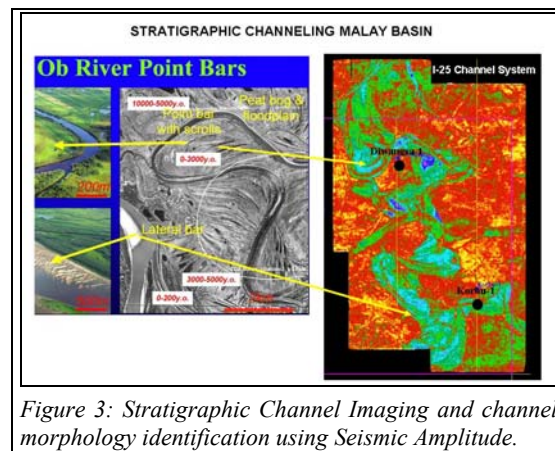 STRATIGRAPHIC CHANNELING MALAY BASIN
Ob River Point Bars
10000-5000y.o.
Peat bog &
floodplain
Point bar
with scrolls
0-3000y.o.
Lateral bar
3000-5000y.o.
0-200y.o.
200m
I-25 Channel System
Figure 3: Stratigraphic Channel Imaging and channel
morphology identification using Seismic Amplitude.